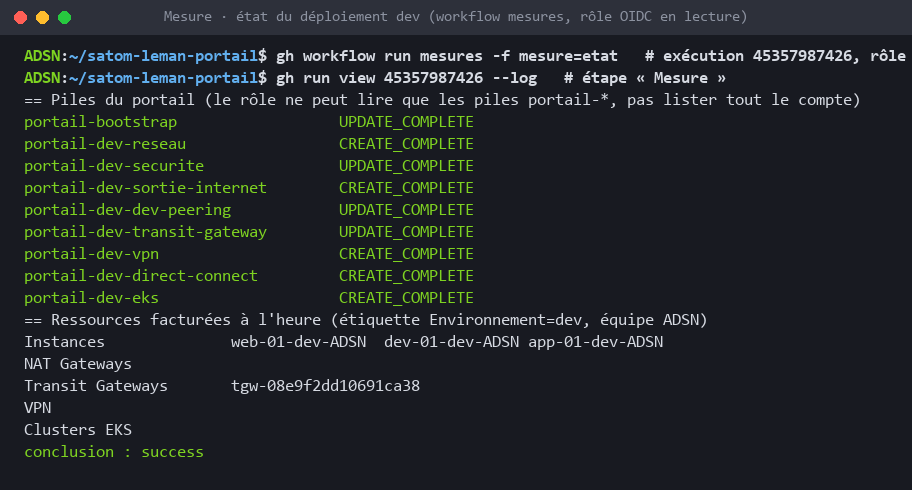 Mesure · état du déploiement dev (workflow mesures, rôle OIDC en lecture)
ADSN:~/satom-leman-portail$ gh workflow run mesures -f mesure=etat   # exécution 45357987426, rôle
ADSN:~/satom-leman-portail$ gh run view 45357987426 --log   # étape « Mesure »
== Piles du portail (le rôle ne peut lire que les piles portail-*, pas lister tout le compte)
portail-bootstrap                  UPDATE_COMPLETE
portail-dev-reseau                 CREATE_COMPLETE
portail-dev-securite               UPDATE_COMPLETE
portail-dev-sortie-internet        CREATE_COMPLETE
portail-dev-dev-peering            UPDATE_COMPLETE
portail-dev-transit-gateway        UPDATE_COMPLETE
portail-dev-vpn                    CREATE_COMPLETE
portail-dev-direct-connect         CREATE_COMPLETE
portail-dev-eks                    CREATE_COMPLETE
== Ressources facturées à l'heure (étiquette Environnement=dev, équipe ADSN)
Instances              web-01-dev-ADSN  dev-01-dev-ADSN app-01-dev-ADSN
NAT Gateways
Transit Gateways       tgw-08e9f2dd10691ca38
VPN
Clusters EKS
conclusion : success